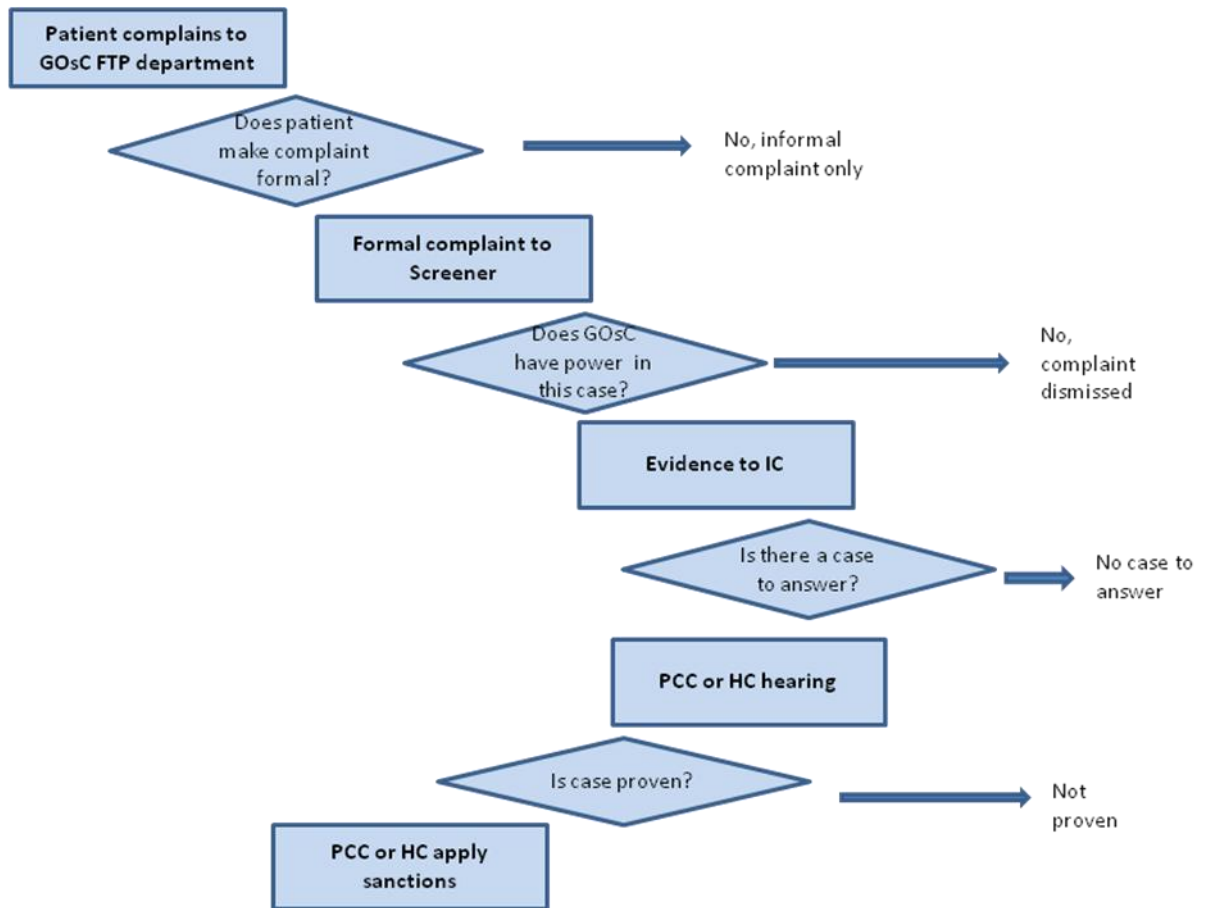 Patient complains to
GOsC FTP department
Does patient
make complaint
formal?
No, informal
complaint only
Formal complaint to
Screener
Does GOsC
have power in
this case?
No,
complaint
dismissed
Evidence to IC
Is there a case
to answer?
No case to
answer
PCC or HC hearing
Is case proven?
Not
proven
PCC or HC apply
sanctions